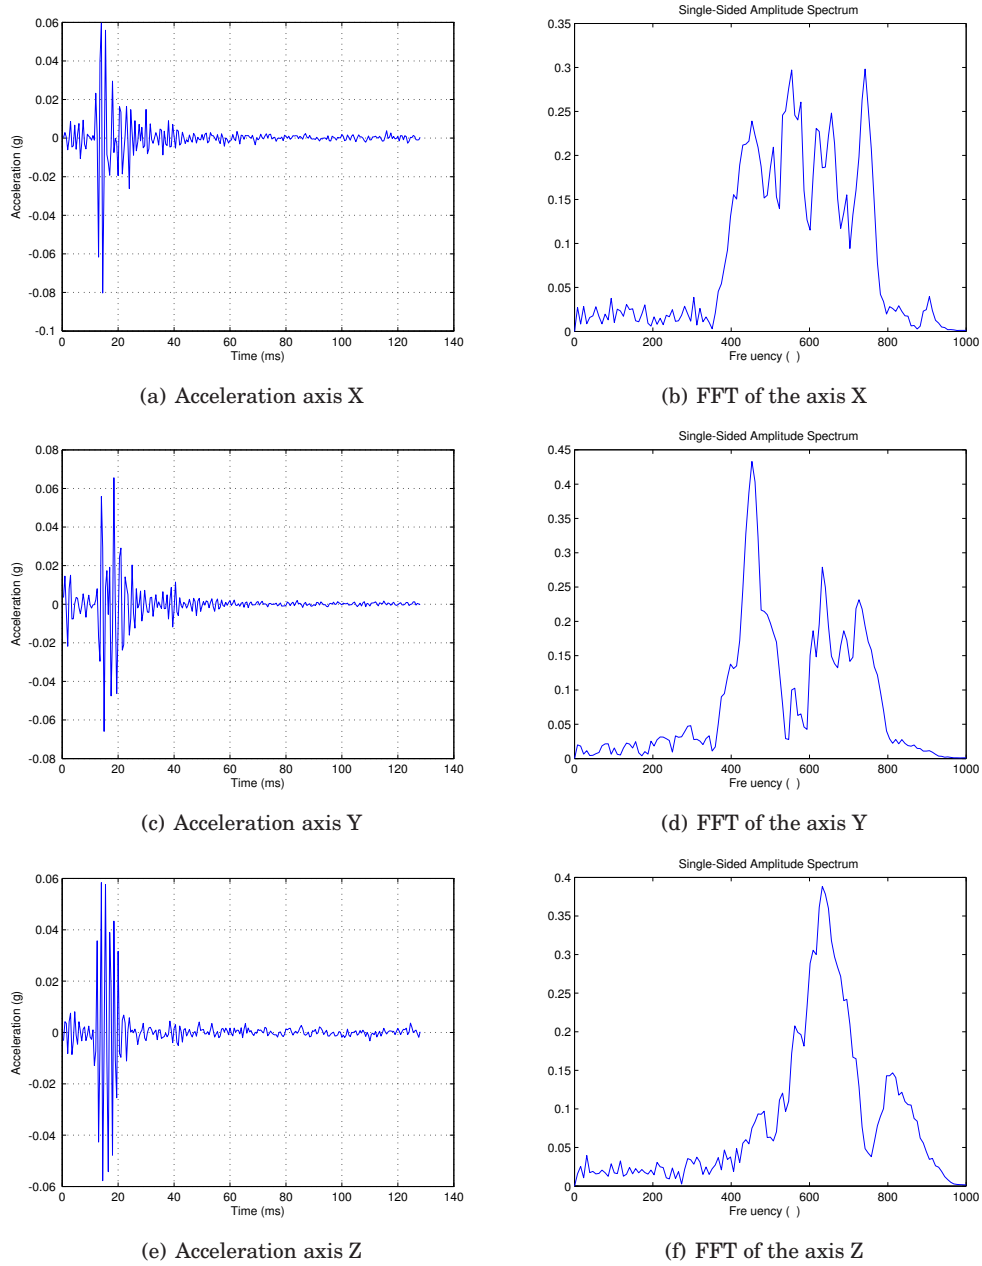 Single-Sided Amplitude Spectrum
0.06
0.04
0.02
0
-0.02
-0.04
-0.06
-0.08
-0.1
Acceleration (g)
0 20 40 60 80 100 120 140
Time (ms)
0.35
0.3
0.25
0.2
0.15
0.1
0.05
0
0 200 400 600 800 1000
Fre uency ( )
(a) Acceleration axis X
(b) FFT of the axis X
Single-Sided Amplitude Spectrum
0.08
0.06
0.04
0.02
0
-0.02
-0.04
-0.06
-0.08
Acceleration (g)
0 20 40 60 80 100 120 140
Time (ms)
0.45
0.4
0.35
0.3
0.25
0.2
0.15
0.1
0.05
0
0 200 400 600 800 1000
Fre uency ( )
(c) Acceleration axis Y
(d) FFT of the axis Y
Single-Sided Amplitude Spectrum
0.06
0.04
0.02
0
-0.02
-0.04
-0.06
Acceleration (g)
0 20 40 60 80 100 120 140
Time (ms)
0.4
0.35
0.3
0.25
0.2
0.15
0.1
0.05
0
0 200 400 600 800 1000
Fre uency ( )
(e) Acceleration axis Z
(f) FFT of the axis Z